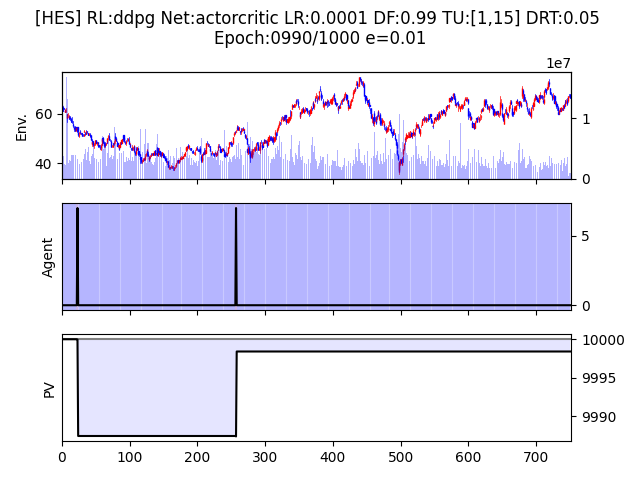 [HES] RL:ddpg Net:actorcritic LR:0.0001 DF:0.99 TU:[1,15] DRT:0.05
Epoch:0990/1000 e=0.01
1e7
Env.
60
40
1
0
Agent
5
0
PV
10000
9995
9990
0 100 200 300 400 500 600 700